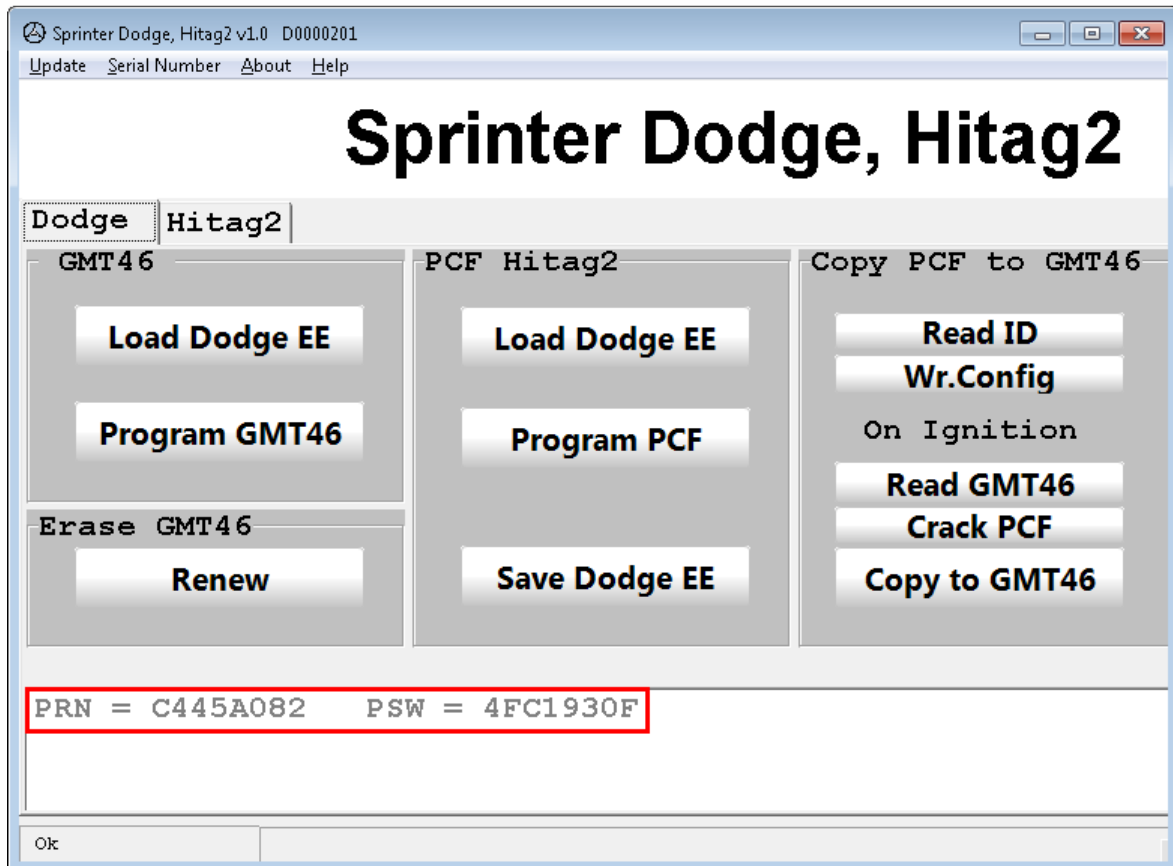 Sprinter Dodge, Hitag2 v1.0 D0000201
Update Serial Number About Help
Sprinter Dodge, Hitag2
Dodge Hitag2
GMT46
Load Dodge EE
Program GMT46
Erase GMT46
Renew
PCF Hitag2
Load Dodge EE
Program PCF
Save Dodge EE
Copy PCF to GMT46
Read ID
Wr.Config
On Ignition
Read GMT46
Crack PCF
Copy to GMT46
PRN = C445A082 PSW = 4FC1930F
Ok